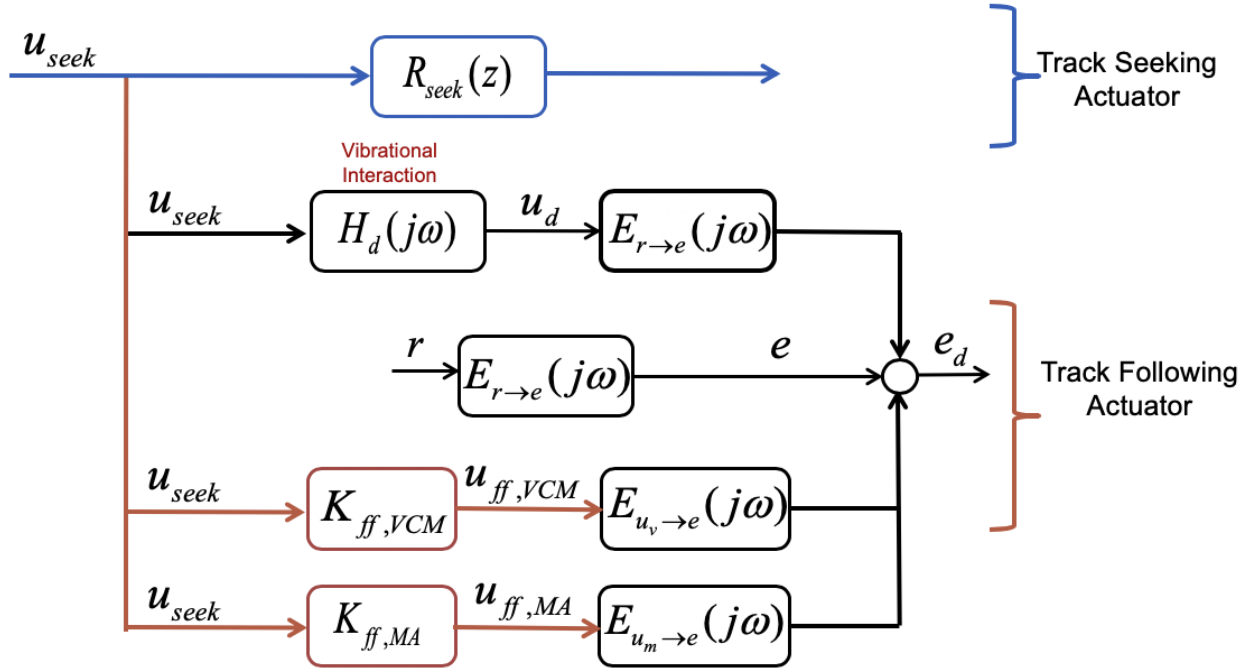 u_seek
R_seek(z)
Track Seeking
Actuator
Vibrational
Interaction
u_seek
H_d(jω)
u_d
E_r→e(jω)
r
E_r→e(jω)
e
e_d
Track Following
Actuator
u_seek
K_ff,VCM
u_ff,VCM
E_u_v→e(jω)
u_seek
K_ff,MA
u_ff,MA
E_u_m→e(jω)